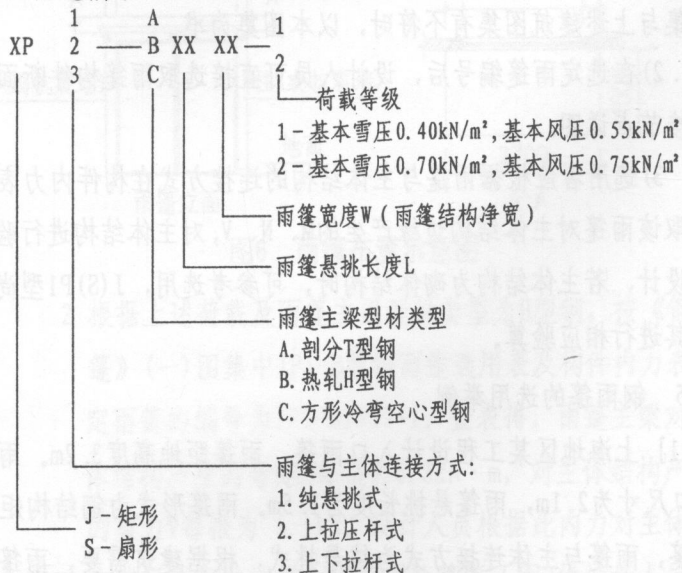 1 A
XP 2 — B XX XX — 1
3 C 2
荷载等级
1-基本雪压0.40kN/m²,基本风压0.55kN/m²
2-基本雪压0.70kN/m²,基本风压0.75kN/m²
雨篷宽度W(雨篷结构净宽)
雨篷悬挑长度L
雨篷主梁型材类型
A.剖分T型钢
B.热轧H型钢
C.方形冷弯空心型钢
雨篷与主体连接方式:
1.纯悬挑式
J-矩形
2.上拉压杆式
S-扇形
3.上下拉杆式